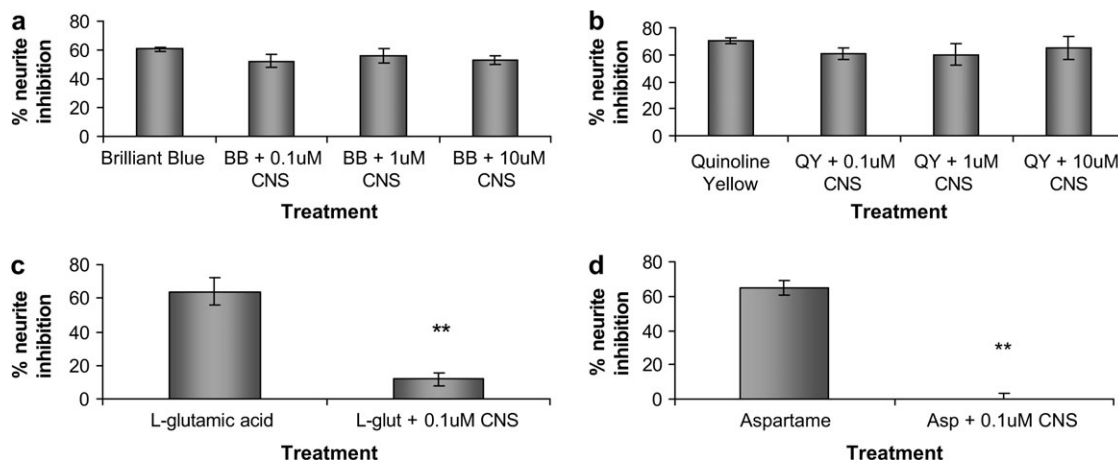 a
% neurite
inhibition
80
60
40
20
0
Brilliant Blue
BB + 0.1uM
CNS
BB + 1uM
CNS
BB + 10uM
CNS
Treatment
b
% neurite
inhibition
80
60
40
20
0
Quinoline
Yellow
QY + 0.1uM
CNS
QY + 1uM
CNS
QY + 10uM
CNS
Treatment
c
% neurite
inhibition
80
60
40
20
0
**
L-glutamic acid
L-glut + 0.1uM CNS
Treatment
d
% neurite
inhibition
80
60
40
20
0
**
Aspartame
Asp + 0.1uM CNS
Treatment